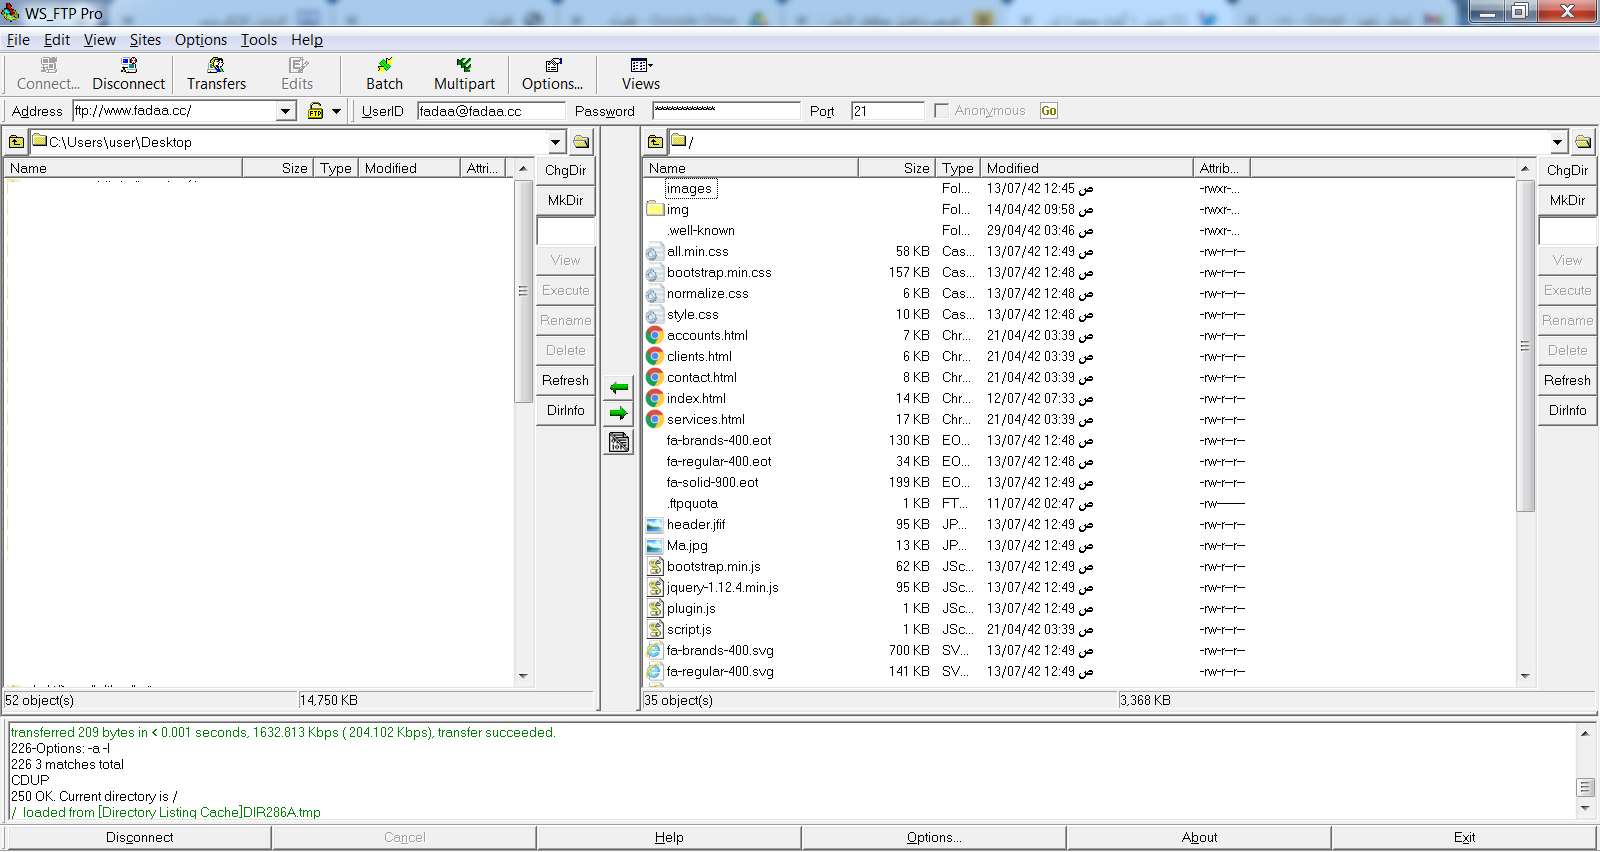 WS_FTP Pro
File Edit View Sites Options Tools Help
Connect... Disconnect Transfers Edits Batch Multipart Options... Views
Address ftp://www.fadaa.cc/ FTP UserID fadaa@fadaa.cc Password ************* Port 21 Anonymous Go
C:\Users\user\Desktop
/
Name Size Type Modified Attri...
ChgDir
MkDir
View
Execute
Rename
Delete
Refresh
DirInfo
52 object(s) 14,750 KB
Name Size Type Modified Attrib...
images Fol... 13/07/42 12:45 ص -rwxr-...
img Fol... 14/04/42 09:58 ص -rwxr-...
.well-known Fol... 29/04/42 03:46 ص -rwxr-...
all.min.css 58 KB Cas... 13/07/42 12:49 ص -rw-r--r--
bootstrap.min.css 157 KB Cas... 13/07/42 12:48 ص -rw-r--r--
normalize.css 6 KB Cas... 13/07/42 12:48 ص -rw-r--r--
style.css 10 KB Cas... 13/07/42 12:48 ص -rw-r--r--
accounts.html 7 KB Chr... 21/04/42 03:39 ص -rw-r--r--
clients.html 6 KB Chr... 21/04/42 03:39 ص -rw-r--r--
contact.html 8 KB Chr... 21/04/42 03:39 ص -rw-r--r--
index.html 14 KB Chr... 12/07/42 07:33 ص -rw-r--r--
services.html 17 KB Chr... 21/04/42 03:39 ص -rw-r--r--
fa-brands-400.eot 130 KB EO... 13/07/42 12:48 ص -rw-r--r--
fa-regular-400.eot 34 KB EO... 13/07/42 12:48 ص -rw-r--r--
fa-solid-900.eot 199 KB EO... 13/07/42 12:49 ص -rw-r--r--
.ftpquota 1 KB FT... 11/07/42 02:47 ص -rw-------
header.jfif 95 KB JP... 13/07/42 12:49 ص -rw-r--r--
Ma.jpg 13 KB JP... 13/07/42 12:49 ص -rw-r--r--
bootstrap.min.js 62 KB JSc... 13/07/42 12:49 ص -rw-r--r--
jquery-1.12.4.min.js 95 KB JSc... 13/07/42 12:49 ص -rw-r--r--
plugin.js 1 KB JSc... 13/07/42 12:49 ص -rw-r--r--
script.js 1 KB JSc... 21/04/42 03:39 ص -rw-r--r--
fa-brands-400.svg 700 KB SV... 13/07/42 12:49 ص -rw-r--r--
fa-regular-400.svg 141 KB SV... 13/07/42 12:49 ص -rw-r--r--
ChgDir
MkDir
View
Execute
Rename
Delete
Refresh
DirInfo
35 object(s) 3,368 KB
transferred 209 bytes in < 0.001 seconds, 1632.813 Kbps ( 204.102 Kbps), transfer succeeded.
226-Options: -a -l
226 3 matches total
CDUP
250 OK. Current directory is /
/ loaded from [Directory Listing Cache]DIR286A.tmp
Disconnect Cancel Help Options... About Exit